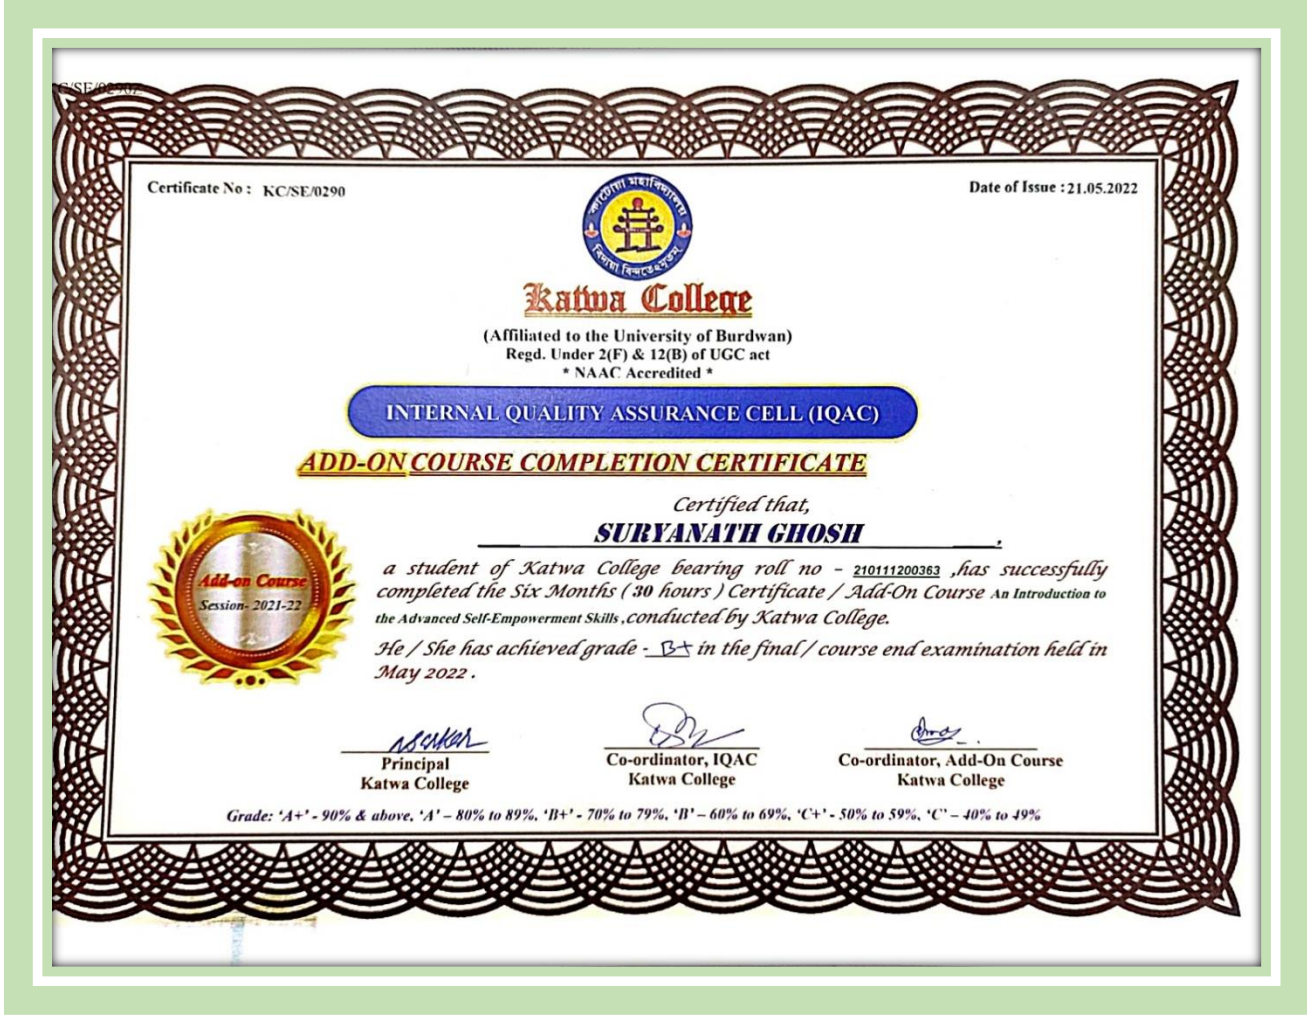 Certificate No : KC/SE/0290
Date of Issue : 21.05.2022
কাটোয়া মহাবিদ্যালয়
Katwa College
(Affiliated to the University of Burdwan)
Regd. Under 2(F) & 12(B) of UGC act
* NAAC Accredited *
INTERNAL QUALITY ASSURANCE CELL (IQAC)
ADD-ON COURSE COMPLETION CERTIFICATE
Certified that,
SURYANATH GHOSH ,
Add-on Course
Session- 2021-22
a student of Katwa College bearing roll no - 210111200363 ,has successfully
completed the Six Months ( 30 hours ) Certificate / Add-On Course An Introduction to
the Advanced Self-Empowerment Skills ,conducted by Katwa College.
He / She has achieved grade - B+ in the final / course end examination held in
May 2022 .
Principal
Katwa College
Co-ordinator, IQAC
Katwa College
Co-ordinator, Add-On Course
Katwa College
Grade: ‘A+’ - 90% & above, ‘A’ – 80% to 89%, ‘B+’ - 70% to 79%, ‘B’ – 60% to 69%, ‘C+’ - 50% to 59%, ‘C’ – 40% to 49%